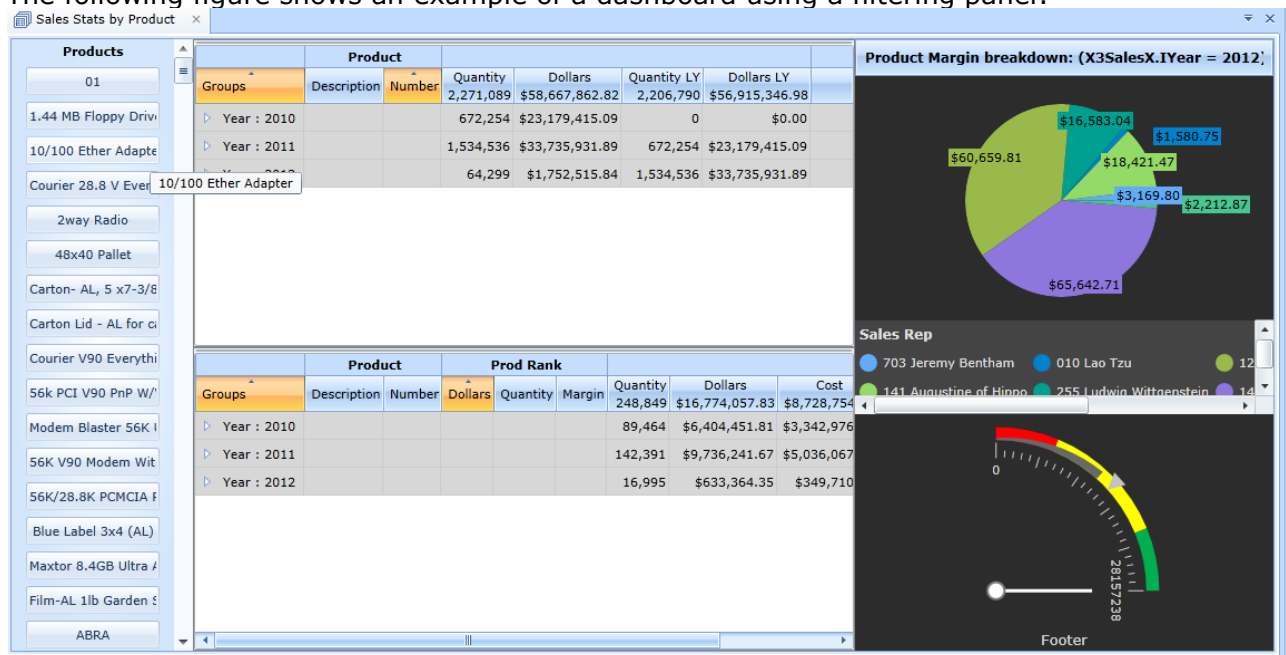 The following figure shows an example of a dashboard using a filtering panel.
Sales Stats by Product
Products
01
1.44 MB Floppy Driv
10/100 Ether Adapte
Courier 28.8 V Ever
10/100 Ether Adapter
2way Radio
48x40 Pallet
Carton- AL, 5 x7-3/8
Carton Lid - AL for c
Courier V90 Everythi
56k PCI V90 PnP W/
Modem Blaster 56K
56K V90 Modem Wit
56K/28.8K PCMCIA
Blue Label 3x4 (AL)
Maxtor 8.4GB Ultra
Film-AL 1lb Garden
ABRA
Product
Groups Description Number Quantity Dollars Quantity LY Dollars LY
2,271,089 $58,667,862.82 2,206,790 $56,915,346.98
Year : 2010 672,254 $23,179,415.09 0 $0.00
Year : 2011 1,534,536 $33,735,931.89 672,254 $23,179,415.09
64,299 $1,752,515.84 1,534,536 $33,735,931.89
Product Prod Rank
Groups Description Number Dollars Quantity Margin Quantity Dollars Cost
248,849 $16,774,057.83 $8,728,754
Year : 2010 89,464 $6,404,451.81 $3,342,976
Year : 2011 142,391 $9,736,241.67 $5,036,067
Year : 2012 16,995 $633,364.35 $349,710
Product Margin breakdown: (X3SalesX.IYear = 2012)
$16,583.04
$1,580.75
$60,659.81
$18,421.47
$3,169.80
$2,212.87
$65,642.71
Sales Rep
703 Jeremy Bentham 010 Lao Tzu 12
141 Augustine of Hippo 255 Ludwig Wittgenstein 14
0
28157238
Footer